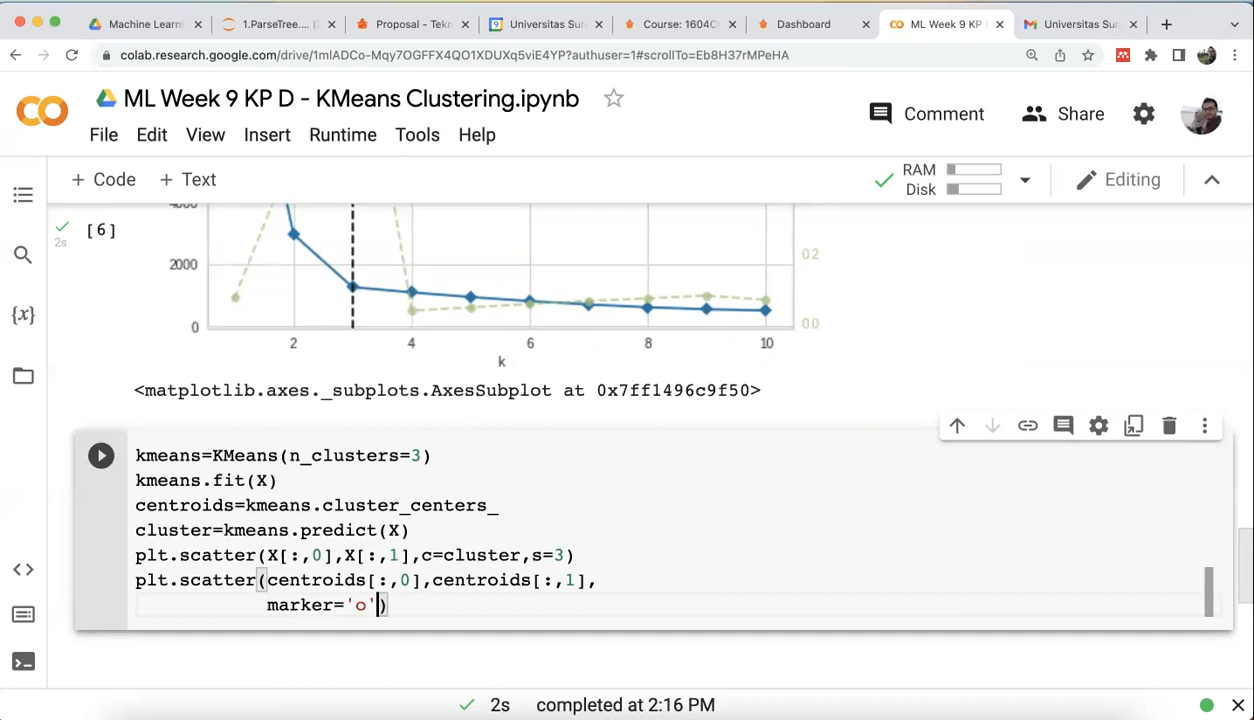 Machine Learni
1.ParseTree....
Proposal - Tekn
Universitas Sur
Course: 1604C
Dashboard
ML Week 9 KP
Universitas Sur
colab.research.google.com/drive/1mlADCo-Mqy7OGFFX4QO1XDUXq5viE4YP?authuser=1#scrollTo=Eb8H37rMPeHA
ML Week 9 KP D - KMeans Clustering.ipynb
Comment
Share
File Edit View Insert Runtime Tools Help
+ Code + Text
RAM
Disk
Editing
[6]
2s
4000
2000
0
0.2
0.0
2 4 6 8 10
k
<matplotlib.axes._subplots.AxesSubplot at 0x7ff1496c9f50>
kmeans=KMeans(n_clusters=3)
kmeans.fit(X)
centroids=kmeans.cluster_centers_
cluster=kmeans.predict(X)
plt.scatter(X[:,0],X[:,1],c=cluster,s=3)
plt.scatter(centroids[:,0],centroids[:,1],
marker='o')
{x}
2s completed at 2:16 PM